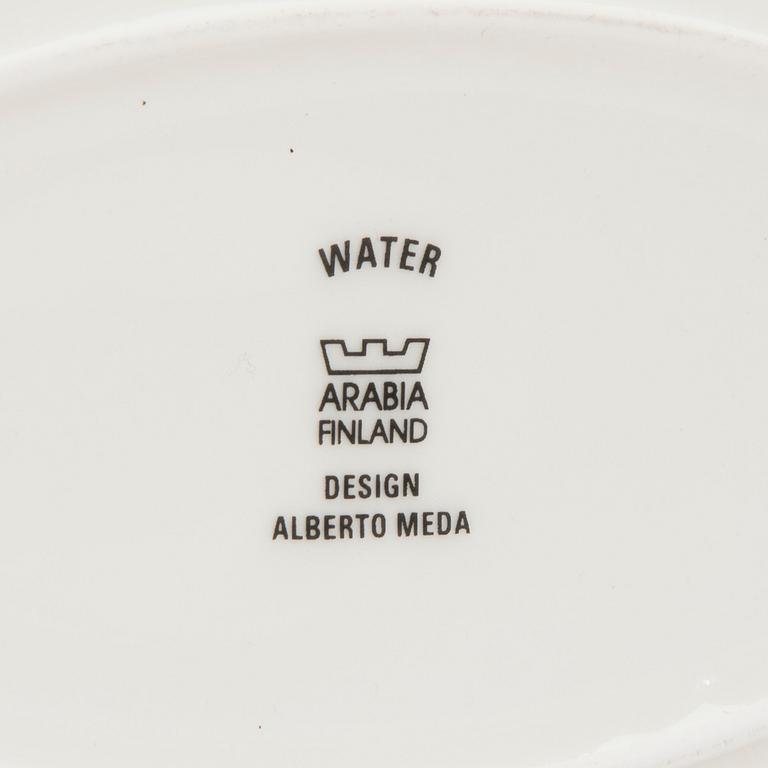 WATER
ARABIA
FINLAND
DESIGN
ALBERTO MEDA